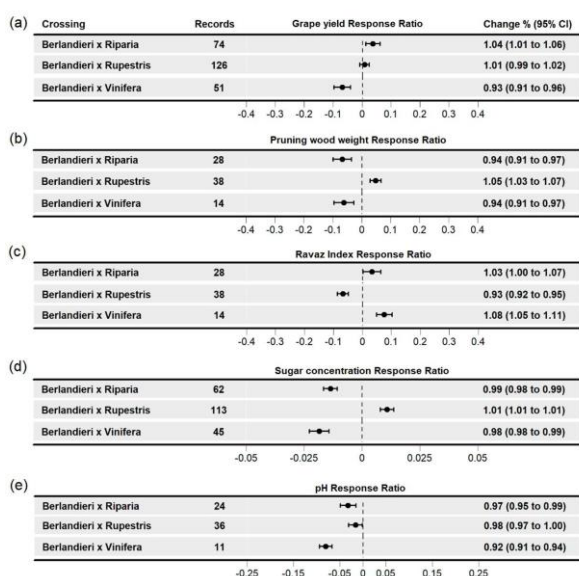 (a) Crossing Records Grape yield Response Ratio Change % (95% CI)
Berlandieri x Riparia 74 1.04 (1.01 to 1.06)
Berlandieri x Rupestris 126 1.01 (0.99 to 1.02)
Berlandieri x Vinifera 51 0.93 (0.91 to 0.96)
-0.4 -0.3 -0.2 -0.1 0 0.1 0.2 0.3 0.4
(b) Pruning wood weight Response Ratio
Berlandieri x Riparia 28 0.94 (0.91 to 0.97)
Berlandieri x Rupestris 38 1.05 (1.03 to 1.07)
Berlandieri x Vinifera 14 0.94 (0.91 to 0.97)
-0.4 -0.3 -0.2 -0.1 0 0.1 0.2 0.3 0.4
(c) Ravaz Index Response Ratio
Berlandieri x Riparia 28 1.03 (1.00 to 1.07)
Berlandieri x Rupestris 38 0.93 (0.92 to 0.95)
Berlandieri x Vinifera 14 1.08 (1.05 to 1.11)
-0.4 -0.3 -0.2 -0.1 0 0.1 0.2 0.3 0.4
(d) Sugar concentration Response Ratio
Berlandieri x Riparia 62 0.99 (0.98 to 0.99)
Berlandieri x Rupestris 113 1.01 (1.01 to 1.01)
Berlandieri x Vinifera 45 0.98 (0.98 to 0.99)
-0.05 -0.025 0 0.025 0.05
(e) pH Response Ratio
Berlandieri x Riparia 24 0.97 (0.95 to 0.99)
Berlandieri x Rupestris 36 0.98 (0.97 to 1.00)
Berlandieri x Vinifera 11 0.92 (0.91 to 0.94)
-0.25 -0.15 -0.05 0 0.05 0.15 0.25